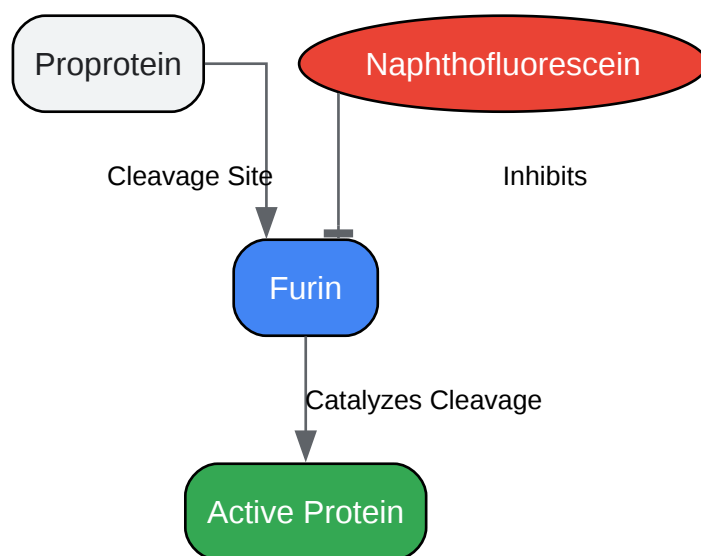 Proprotein
Naphthofluorescein
Cleavage Site
Inhibits
Furin
Catalyzes Cleavage
Active Protein